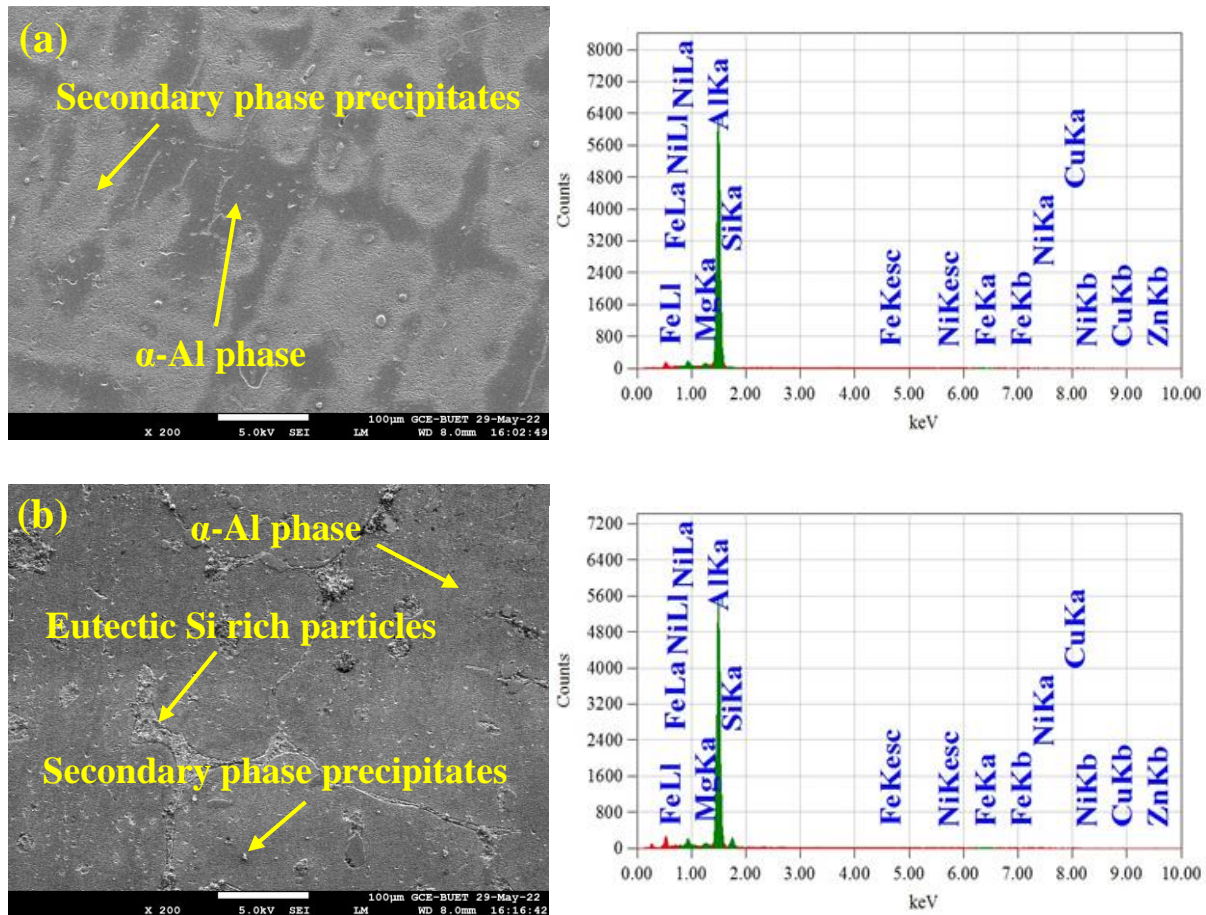 (a)
Secondary phase precipitates
α-Al phase
100µm GCE-BUET 29-May-22
X 200 5.0kV SEI LM WD 8.0mm 16:02:49
8000
7200
6400
5600
4800
4000
3200
2400
1600
800
0
Counts
FeLl
FeLa
NiLl
NiLa
MgKa
AlKa
SiKa
FeKesc
NiKesc
FeKa
FeKb
NiKa
CuKa
NiKb
CuKb
ZnKb
0.00 1.00 2.00 3.00 4.00 5.00 6.00 7.00 8.00 9.00 10.00
keV
(b)
α-Al phase
Eutectic Si rich particles
Secondary phase precipitates
100µm GCE-BUET 29-May-22
X 200 5.0kV SEI LM WD 8.0mm 16:16:42
7200
6400
5600
4800
4000
3200
2400
1600
800
0
Counts
FeLl
FeLa
NiLl
NiLa
MgKa
AlKa
SiKa
FeKesc
NiKesc
FeKa
FeKb
NiKa
CuKa
NiKb
CuKb
ZnKb
0.00 1.00 2.00 3.00 4.00 5.00 6.00 7.00 8.00 9.00 10.00
keV